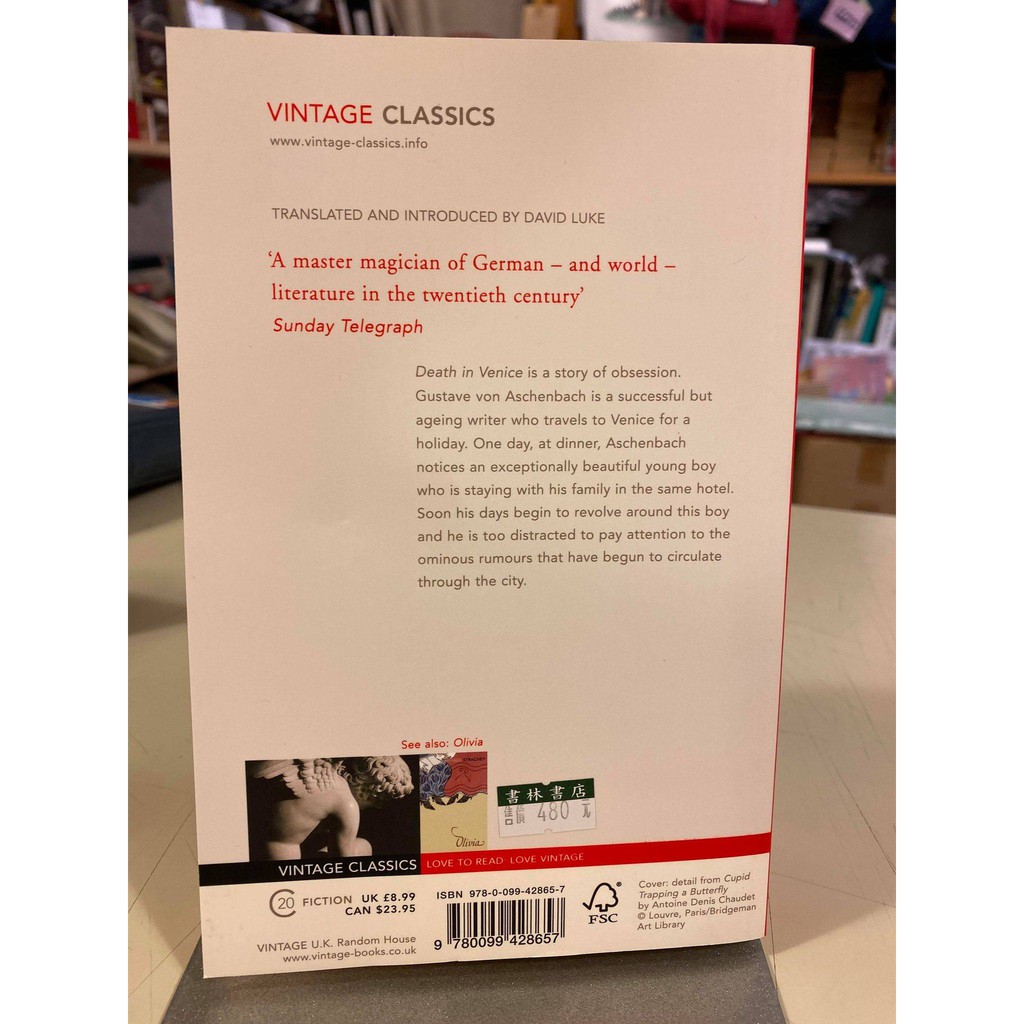 VINTAGE CLASSICS
www.vintage-classics.info
TRANSLATED AND INTRODUCED BY DAVID LUKE
‘A master magician of German – and world –
literature in the twentieth century’
Sunday Telegraph
Death in Venice is a story of obsession.
Gustave von Aschenbach is a successful but
ageing writer who travels to Venice for a
holiday. One day, at dinner, Aschenbach
notices an exceptionally beautiful young boy
who is staying with his family in the same hotel.
Soon his days begin to revolve around this boy
and he is too distracted to pay attention to the
ominous rumours that have begun to circulate
through the city.
See also: Olivia
STRACHEY
Olivia
書林書店
售價 480 元
VINTAGE CLASSICS
LOVE TO READ LOVE VINTAGE
C20 FICTION UK £8.99
CAN $23.95
VINTAGE U.K. Random House
www.vintage-books.co.uk
ISBN 978-0-099-42865-7
9 780099 428657
FSC®
Cover: detail from Cupid
Trapping a Butterfly
by Antoine Denis Chaudet
© Louvre, Paris/Bridgeman
Art Library